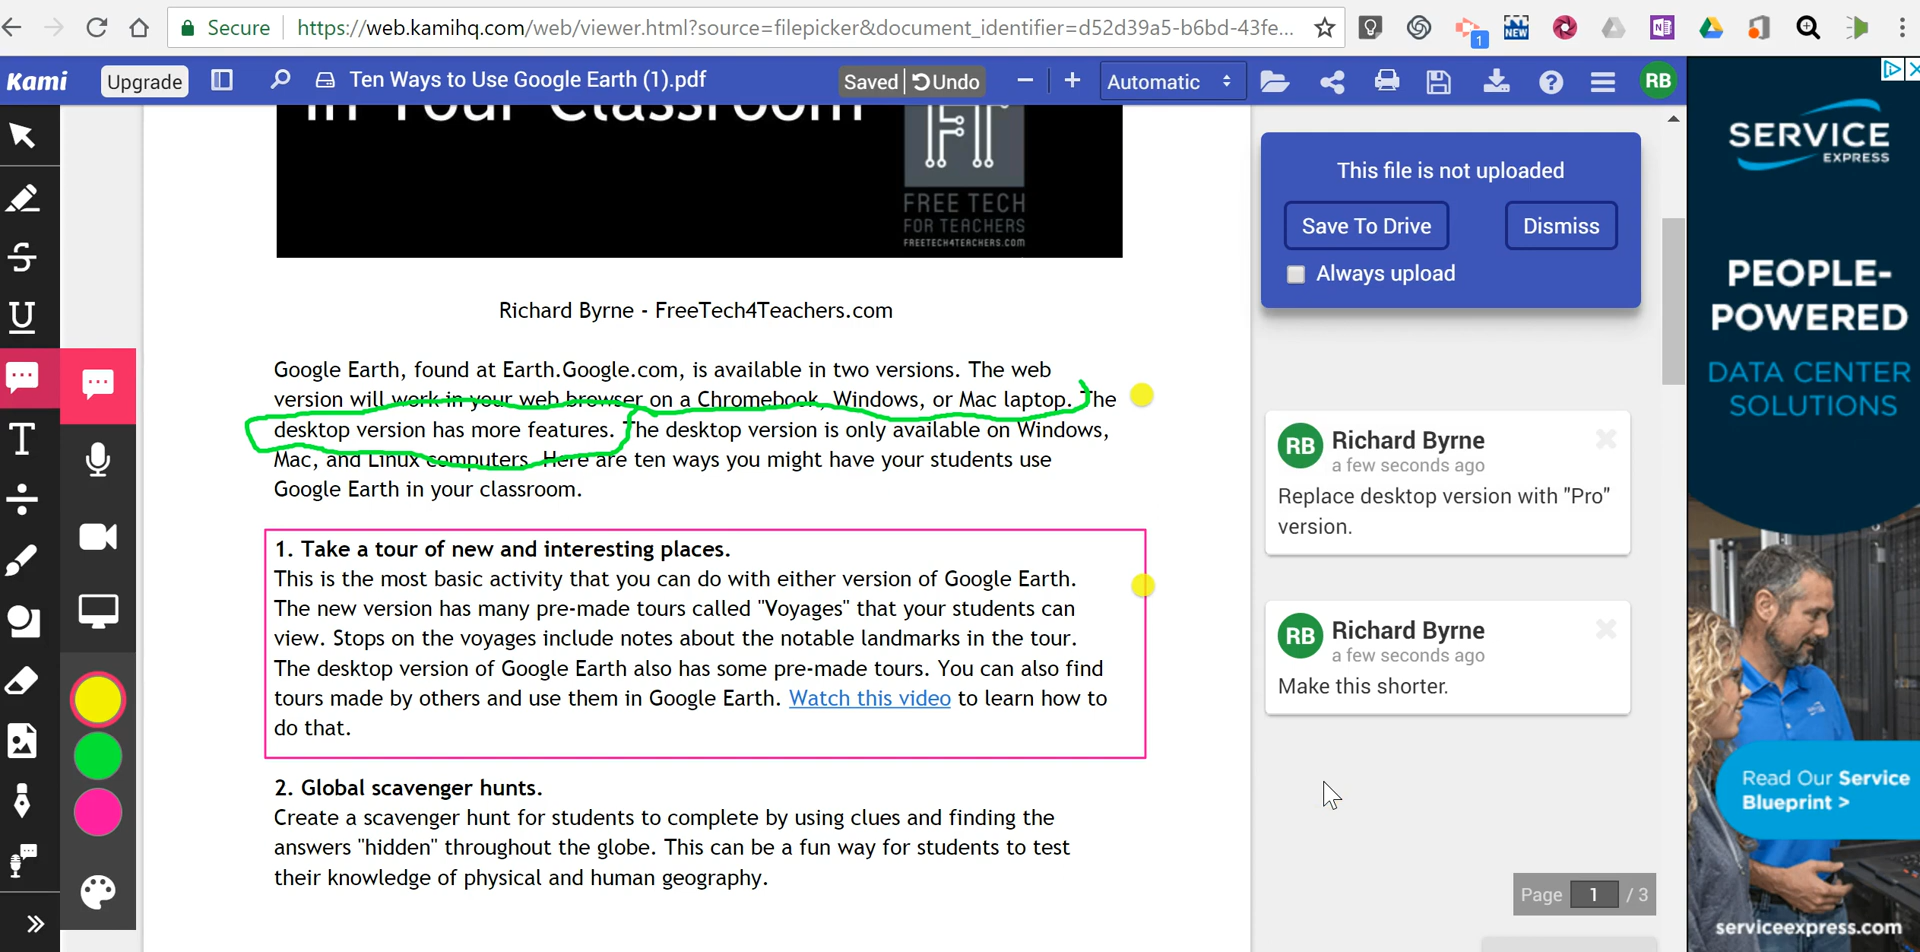 Secure https://web.kamihq.com/web/viewer.html?source=filepicker&document_identifier=d52d39a5-b6bd-43fe...
1
NEW
N
Kami Upgrade Ten Ways to Use Google Earth (1).pdf Saved Undo − + Automatic ? RB
In Your Classroom
FREE TECH
FOR TEACHERS
FREETECH4TEACHERS.COM
Richard Byrne - FreeTech4Teachers.com
Google Earth, found at Earth.Google.com, is available in two versions. The web
version will work in your web browser on a Chromebook, Windows, or Mac laptop. The
desktop version has more features. The desktop version is only available on Windows,
Mac, and Linux computers. Here are ten ways you might have your students use
Google Earth in your classroom.
1. Take a tour of new and interesting places.
This is the most basic activity that you can do with either version of Google Earth.
The new version has many pre-made tours called "Voyages" that your students can
view. Stops on the voyages include notes about the notable landmarks in the tour.
The desktop version of Google Earth also has some pre-made tours. You can also find
tours made by others and use them in Google Earth. Watch this video to learn how to
do that.
2. Global scavenger hunts.
Create a scavenger hunt for students to complete by using clues and finding the
answers "hidden" throughout the globe. This can be a fun way for students to test
their knowledge of physical and human geography.
S
U
T
This file is not uploaded
Save To Drive Dismiss
Always upload
RB Richard Byrne
a few seconds ago
Replace desktop version with "Pro"
version.
RB Richard Byrne
a few seconds ago
Make this shorter.
Page 1 / 3
SERVICE
EXPRESS
PEOPLE-
POWERED
DATA CENTER
SOLUTIONS
Read Our Service
Blueprint >
serviceexpress.com